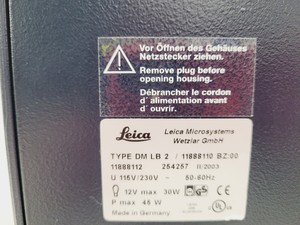 Vor Öffnen des Gehäuses
Netzstecker ziehen.
Remove plug before
opening housing.
Débrancher le cordon
d'alimentation avant
d'ouvrir.
Leica
Leica Microsystems
Wetzlar GmbH
TYPE DM LB 2 / 11888110 BZ:00
11888112 254257 II/2003
U 115V/230V ~ 50-60Hz
12V max 30W
P max 45 W
Made in Germany